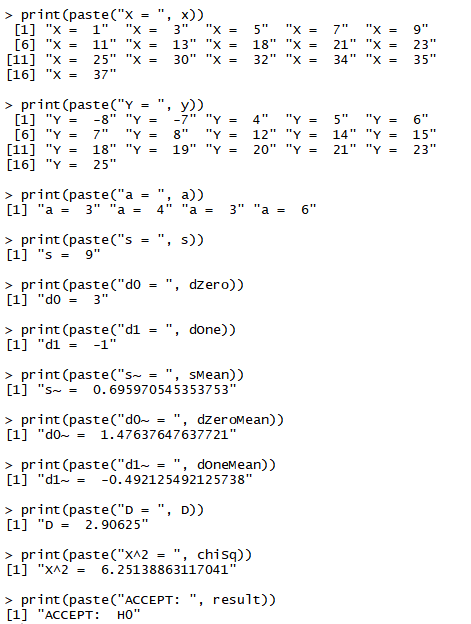 > print(paste("X = ", x))
[1] "X =  1"  "X =  3"  "X =  5"  "X =  7"  "X =  9"
[6] "X =  11" "X =  13" "X =  18" "X =  21" "X =  23"
[11] "X =  25" "X =  30" "X =  32" "X =  34" "X =  35"
[16] "X =  37"
> print(paste("Y = ", y))
[1] "Y =  -8" "Y =  -7" "Y =  4"  "Y =  5"  "Y =  6"
[6] "Y =  7"  "Y =  8"  "Y =  12" "Y =  14" "Y =  15"
[11] "Y =  18" "Y =  19" "Y =  20" "Y =  21" "Y =  23"
[16] "Y =  25"
> print(paste("a = ", a))
[1] "a =  3" "a =  4" "a =  3" "a =  6"
> print(paste("s = ", s))
[1] "s =  9"
> print(paste("d0 = ", dZero))
[1] "d0 =  3"
> print(paste("d1 = ", dOne))
[1] "d1 =  -1"
> print(paste("s~ = ", sMean))
[1] "s~ =  0.695970545353753"
> print(paste("d0~ = ", dZeroMean))
[1] "d0~ =  1.47637647637721"
> print(paste("d1~ = ", dOneMean))
[1] "d1~ =  -0.492125492125738"
> print(paste("D = ", D))
[1] "D =  2.90625"
> print(paste("X^2 = ", chiSq))
[1] "X^2 =  6.25138863117041"
> print(paste("ACCEPT: ", result))
[1] "ACCEPT:  H0"